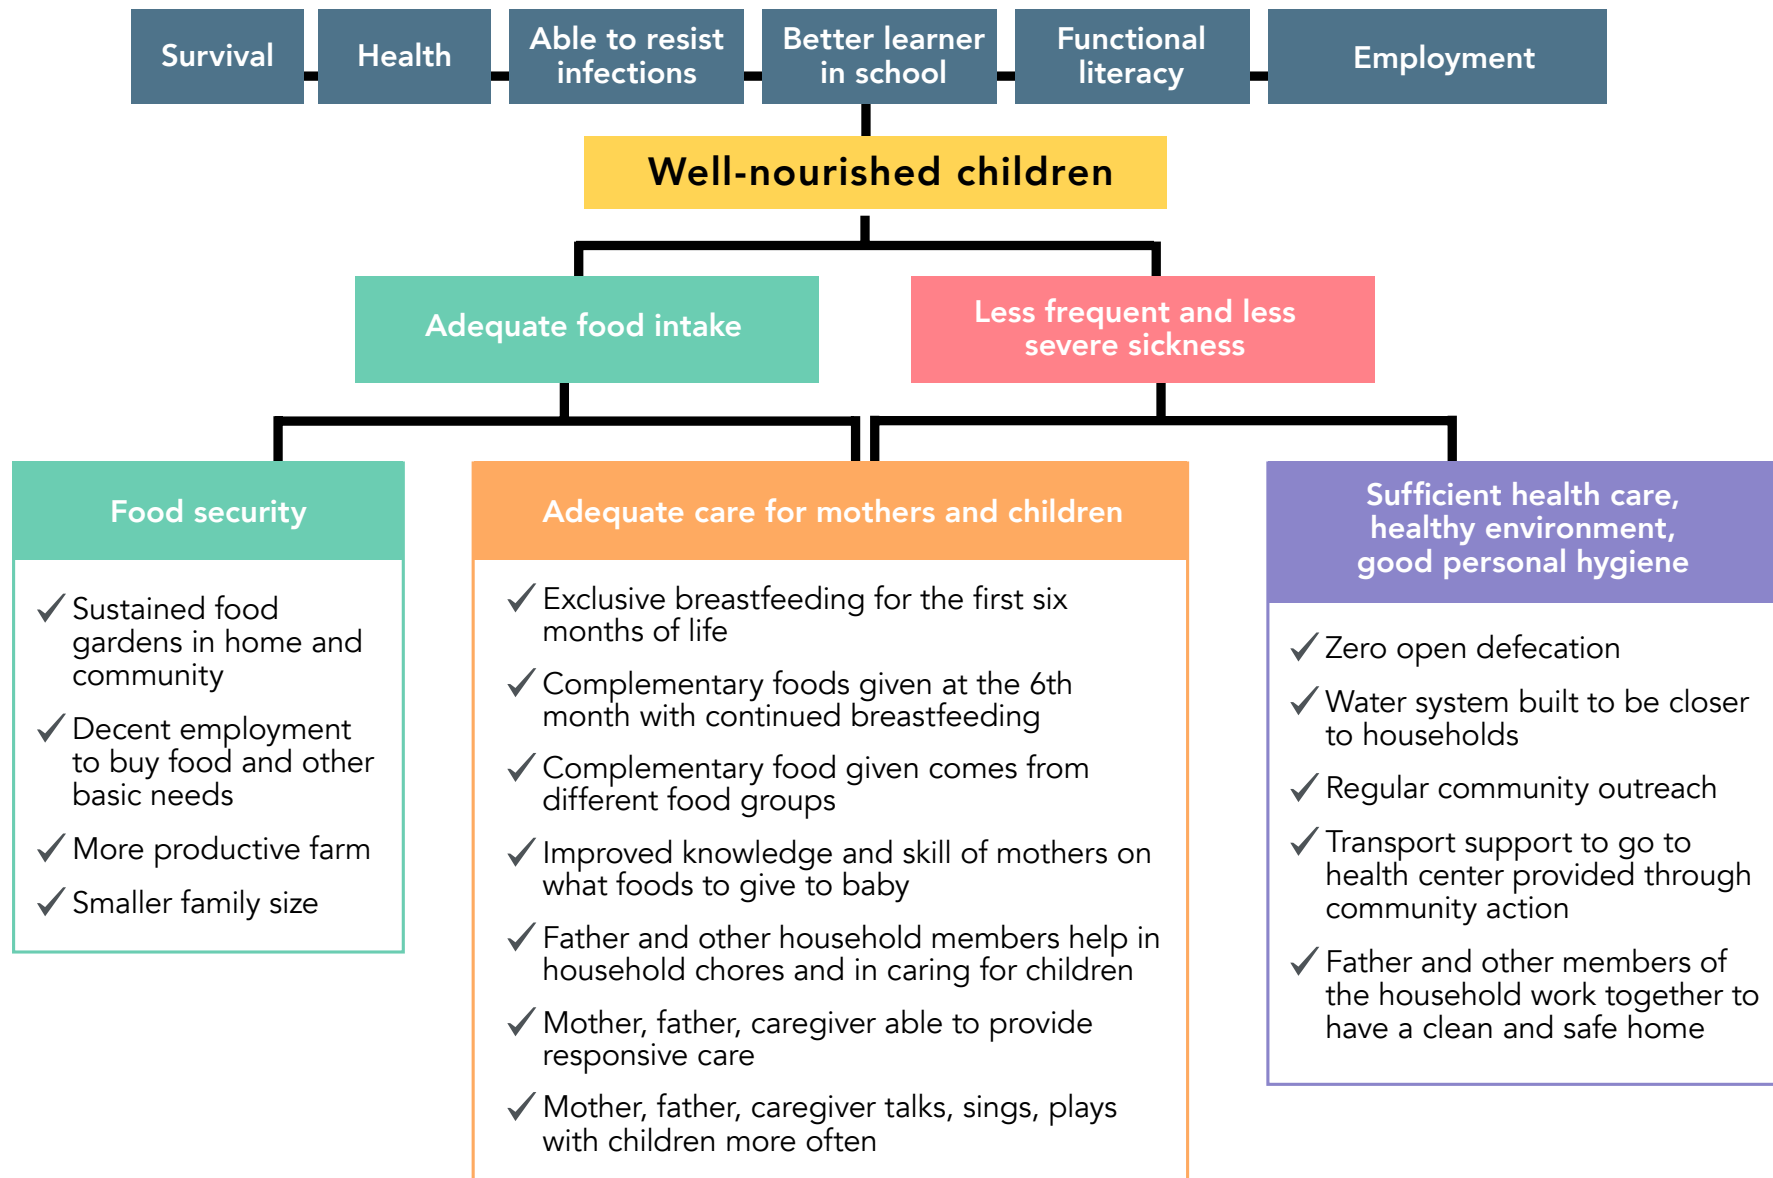 Survival
Health
Able to resist
infections
Better learner
in school
Functional
literacy
Employment
Well-nourished children
Adequate food intake
Less frequent and less
severe sickness
Food security
Sustained food
gardens in home and
community
Decent employment
to buy food and other
basic needs
More productive farm
Smaller family size
Adequate care for mothers and children
Exclusive breastfeeding for the first six
months of life
Complementary foods given at the 6th
month with continued breastfeeding
Complementary food given comes from
different food groups
Improved knowledge and skill of mothers on
what foods to give to baby
Father and other household members help in
household chores and in caring for children
Mother, father, caregiver able to provide
responsive care
Mother, father, caregiver talks, sings, plays
with children more often
Sufficient health care,
healthy environment,
good personal hygiene
Zero open defecation
Water system built to be closer
to households
Regular community outreach
Transport support to go to
health center provided through
community action
Father and other members of
the household work together to
have a clean and safe home